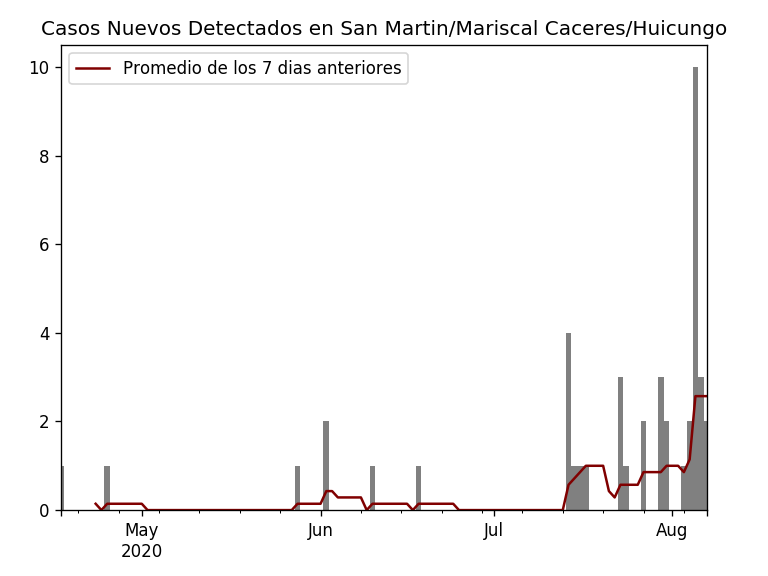 Casos Nuevos Detectados en San Martin/Mariscal Caceres/Huicungo
Promedio de los 7 dias anteriores
10
8
6
4
2
0
May
2020
Jun
Jul
Aug